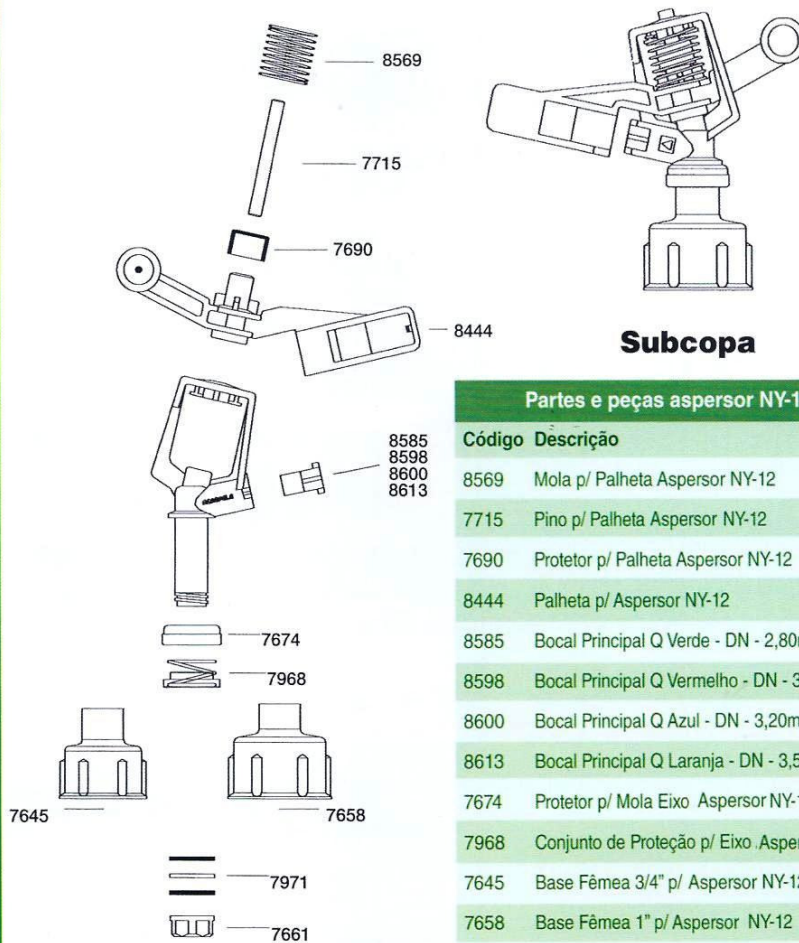 8569
7715
7690
8444
8585
8598
8600
8613
7674
7968
7645
7658
7971
7661
Subcopa
Partes e peças aspersor NY-1
Código Descrição
8569 Mola p/ Palheta Aspersor NY-12
7715 Pino p/ Palheta Aspersor NY-12
7690 Protetor p/ Palheta Aspersor NY-12
8444 Palheta p/ Aspersor NY-12
8585 Bocal Principal Q Verde - DN - 2,80
8598 Bocal Principal Q Vermelho - DN - 3
8600 Bocal Principal Q Azul - DN - 3,20m
8613 Bocal Principal Q Laranja - DN - 3,5
7674 Protetor p/ Mola Eixo Aspersor NY-1
7968 Conjunto de Proteção p/ Eixo Asper
7645 Base Fêmea 3/4" p/ Aspersor NY-12
7658 Base Fêmea 1" p/ Aspersor NY-12